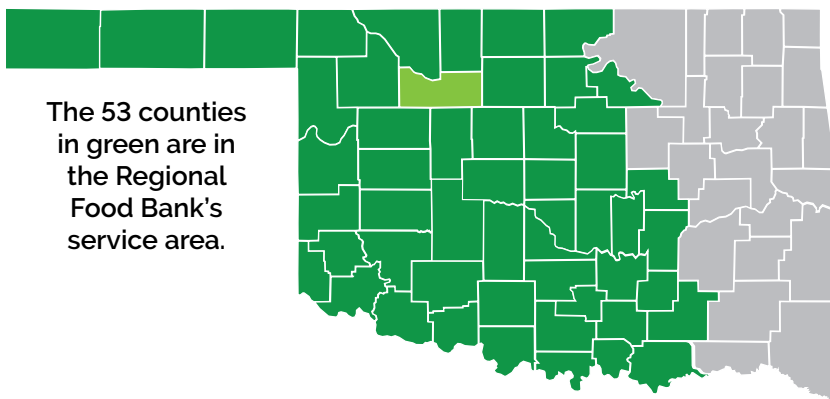 The 53 counties
in green are in
the Regional
Food Bank’s
service area.